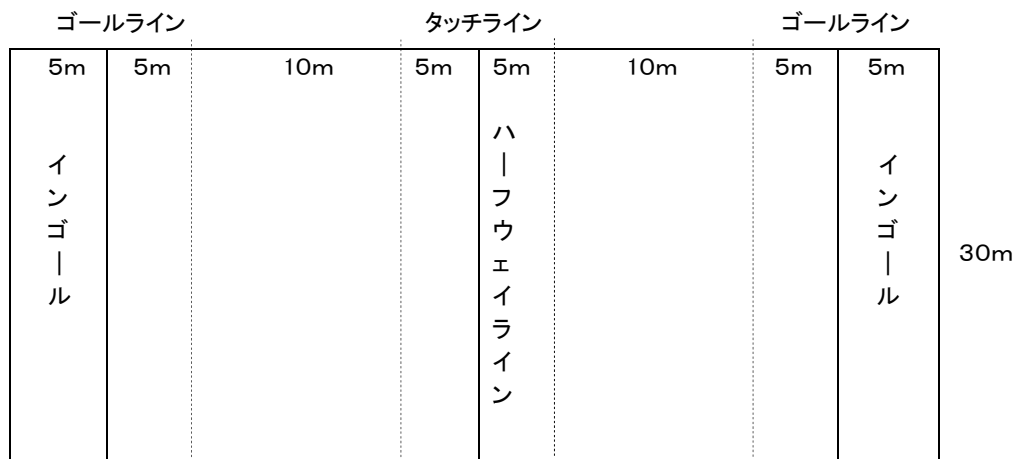 ゴールライン タッチライン ゴールライン
5m 5m 10m 5m 5m 10m 5m 5m
インゴール
ハーフウェイライン
インゴール
30m